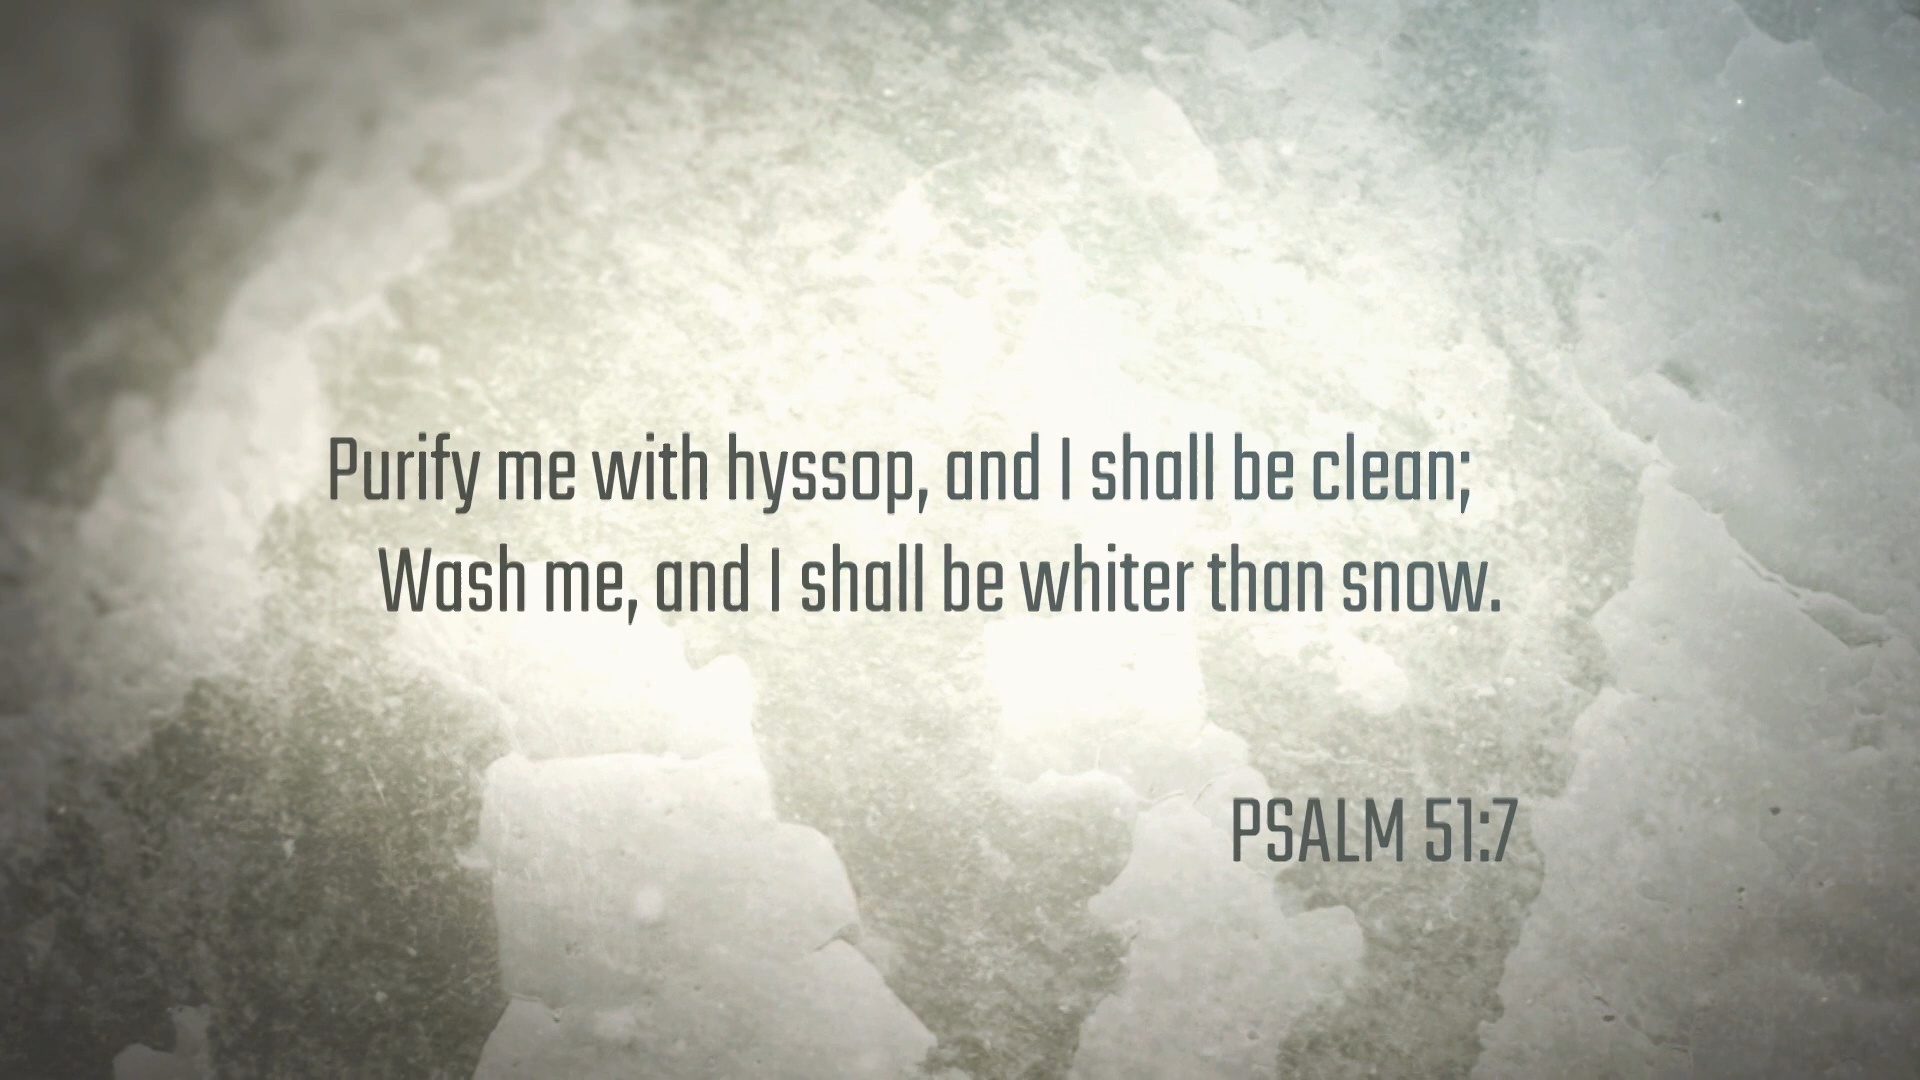 Purify me with hyssop, and I shall be clean;
Wash me, and I shall be whiter than snow.
PSALM 51:7